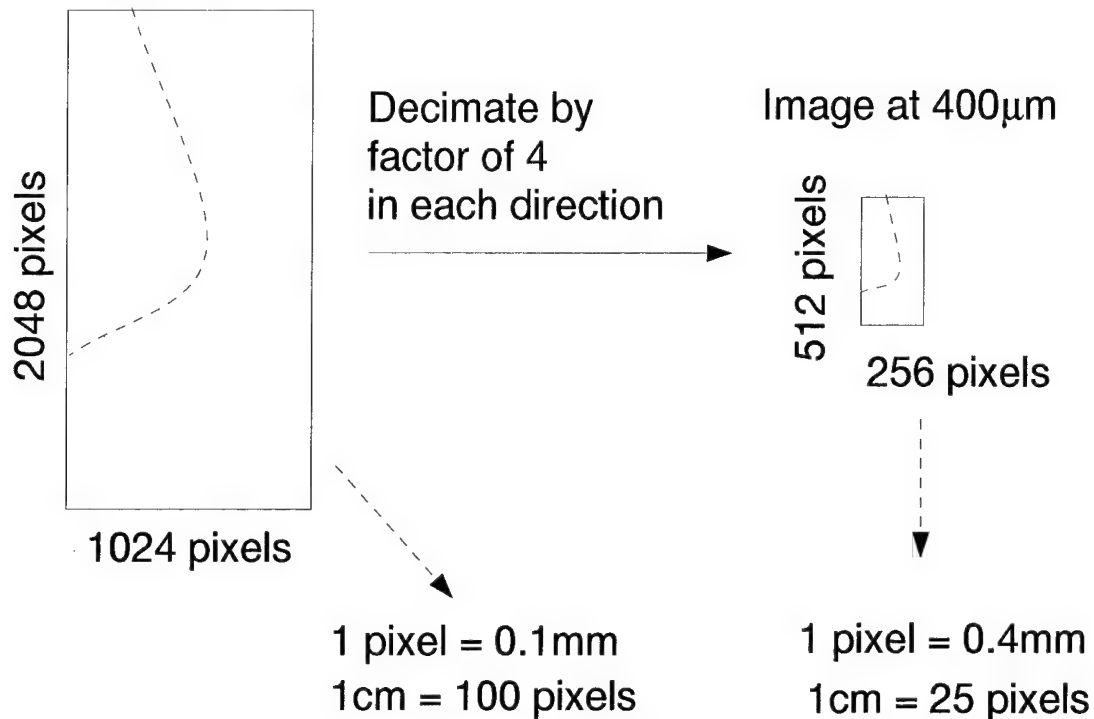 2048 pixels
1024 pixels
Decimate by
factor of 4
in each direction
Image at 400μm
512 pixels
256 pixels
1 pixel = 0.1mm
1cm = 100 pixels
1 pixel = 0.4mm
1cm = 25 pixels